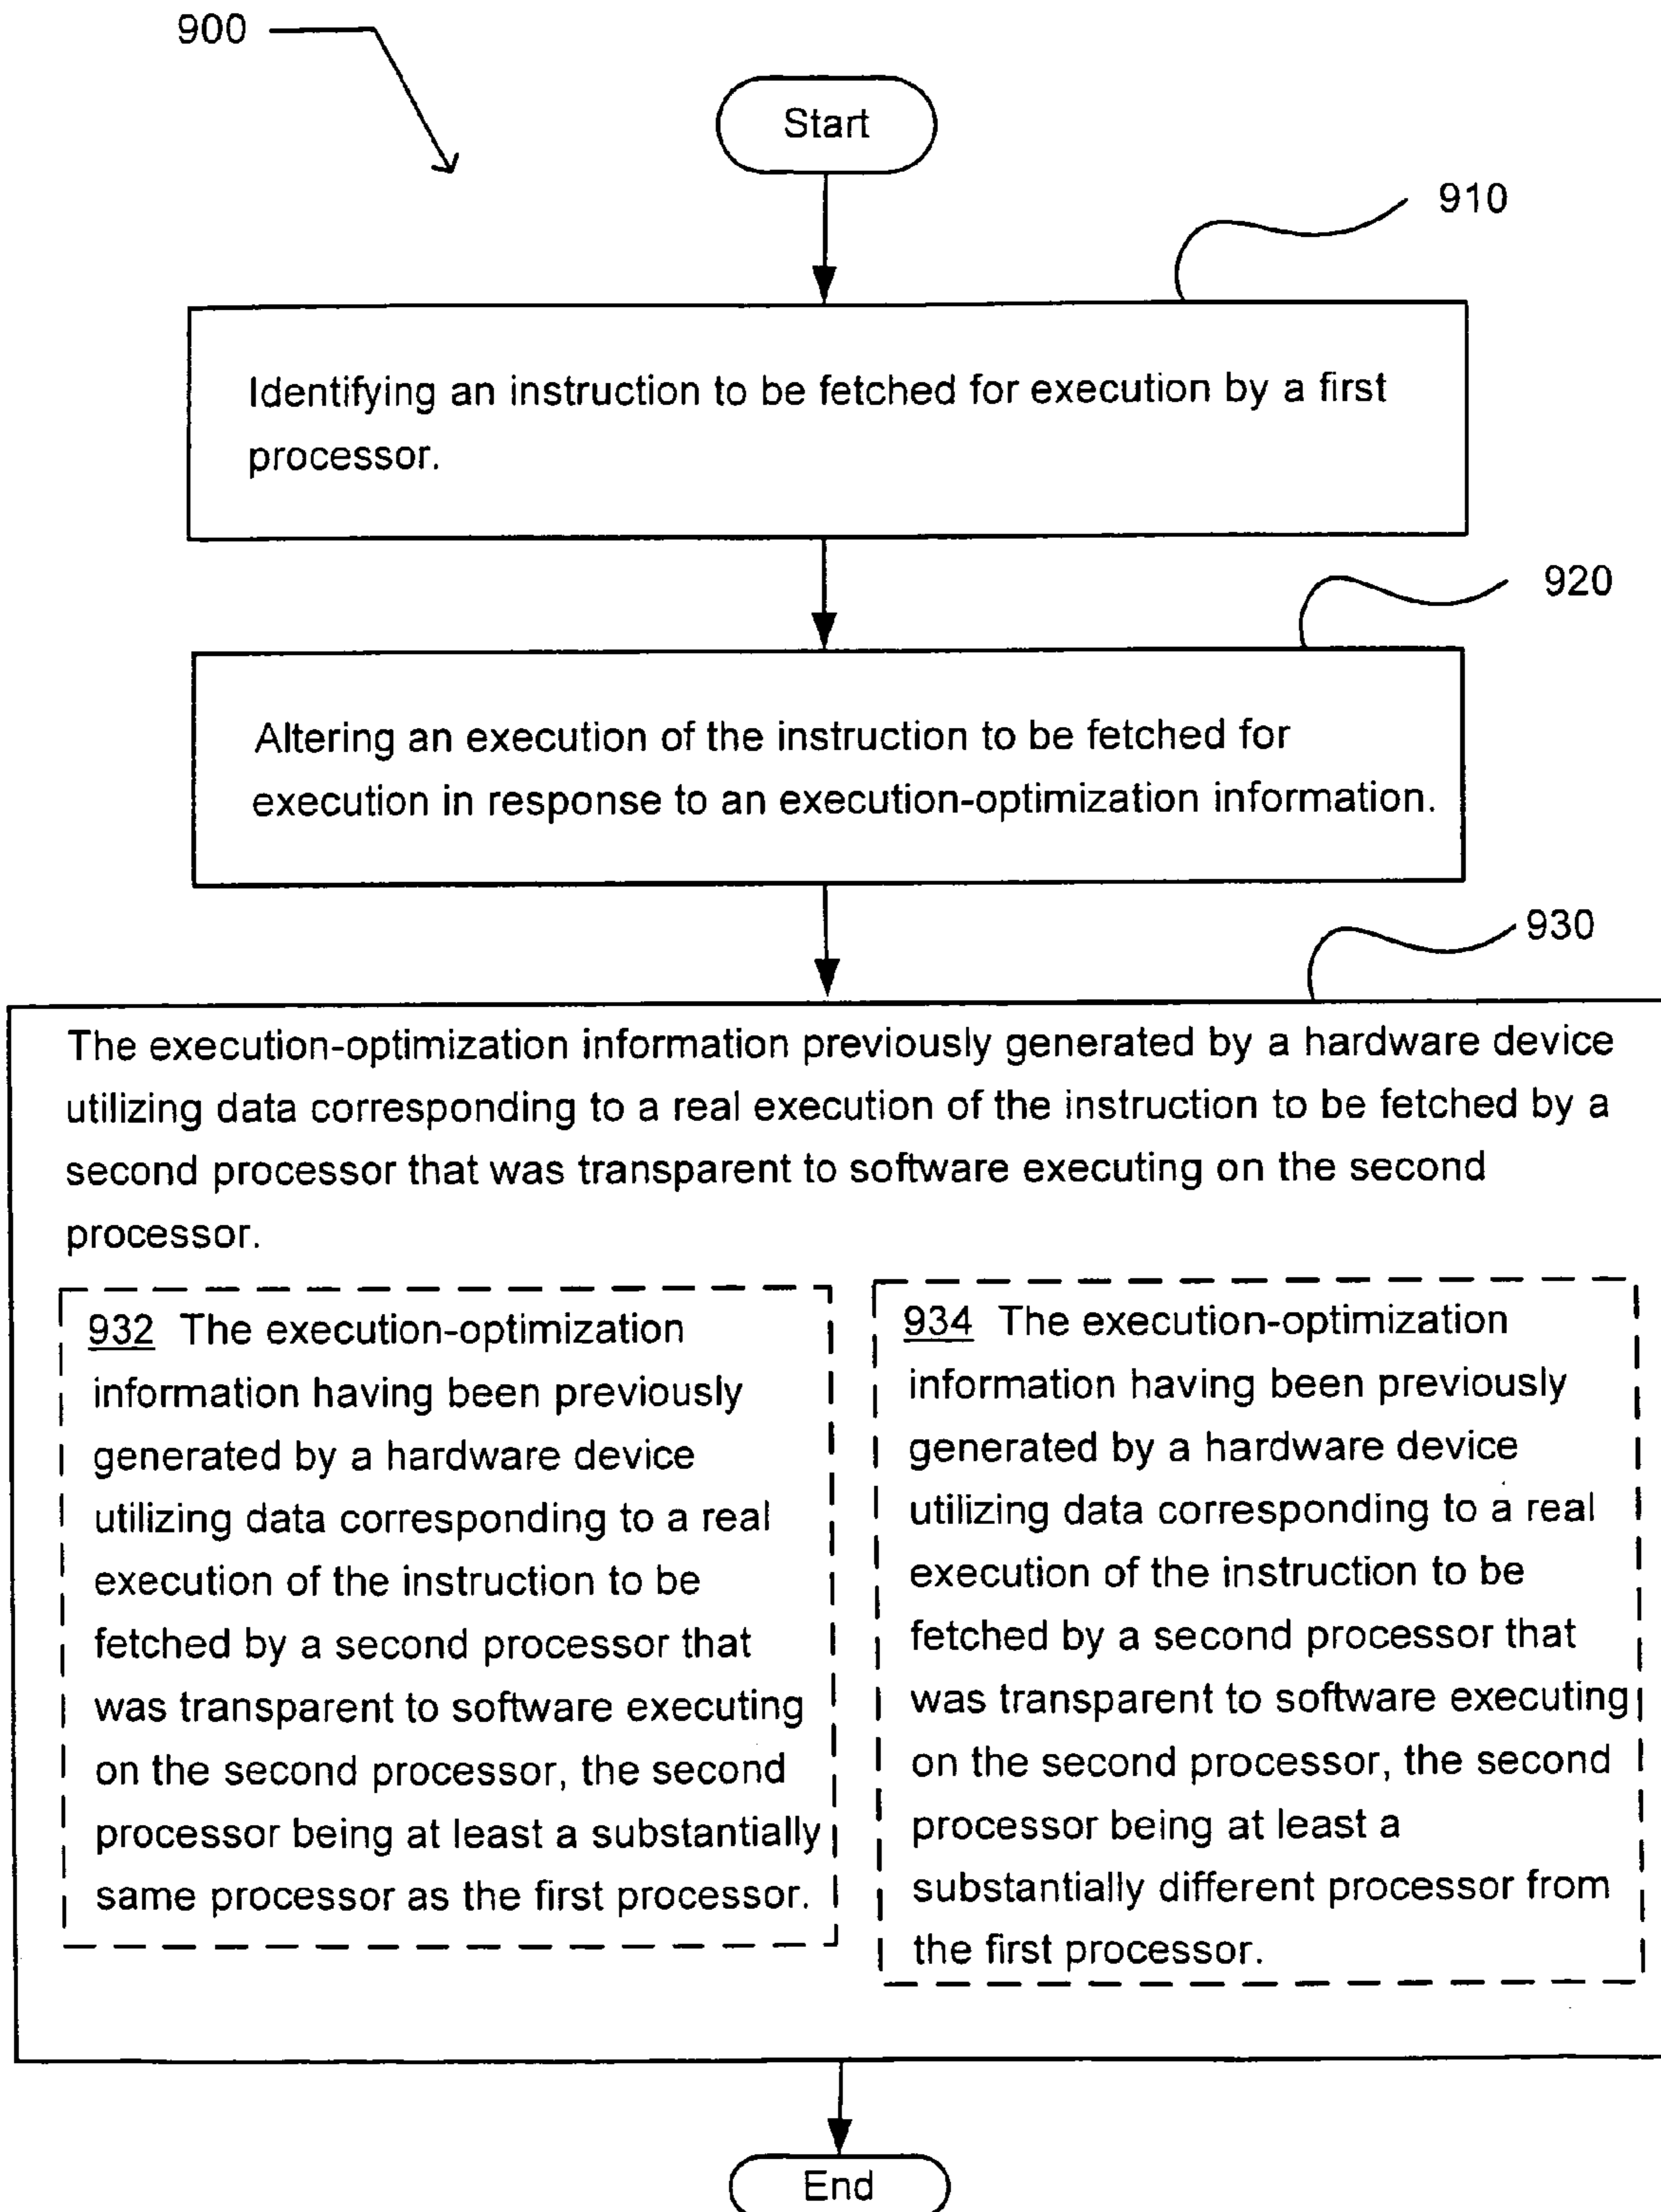 900
Start
910
Identifying an instruction to be fetched for execution by a first
processor.
920
Altering an execution of the instruction to be fetched for
execution in response to an execution-optimization information.
930
The execution-optimization information previously generated by a hardware device
utilizing data corresponding to a real execution of the instruction to be fetched by a
second processor that was transparent to software executing on the second
processor.
932 The execution-optimization
information having been previously
generated by a hardware device
utilizing data corresponding to a real
execution of the instruction to be
fetched by a second processor that
was transparent to software executing
on the second processor, the second
processor being at least a substantially
same processor as the first processor.
934 The execution-optimization
information having been previously
generated by a hardware device
utilizing data corresponding to a real
execution of the instruction to be
fetched by a second processor that
was transparent to software executing
on the second processor, the second
processor being at least a
substantially different processor from
the first processor.
End